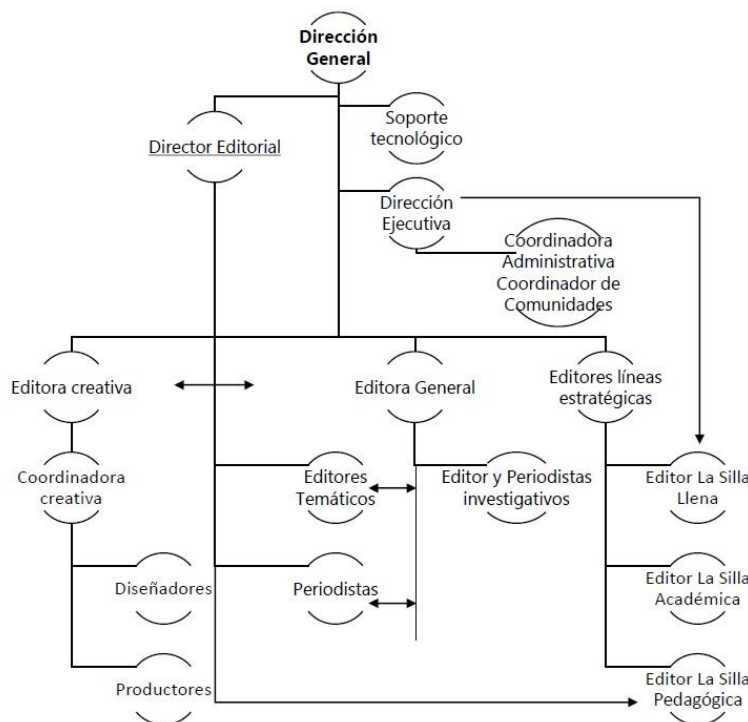 Dirección
General
Soporte
tecnológico
Director Editorial
Dirección
Ejecutiva
Coordinadora
Administrativa
Coordinador de
Comunidades
Editora creativa
Editora General
Editores líneas
estratégicas
Coordinadora
creativa
Editores
Temáticos
Editor y Periodistas
investigativos
Editor La Silla
Llena
Diseñadores
Periodistas
Editor La Silla
Académica
Productores
Editor La Silla
Pedagógica